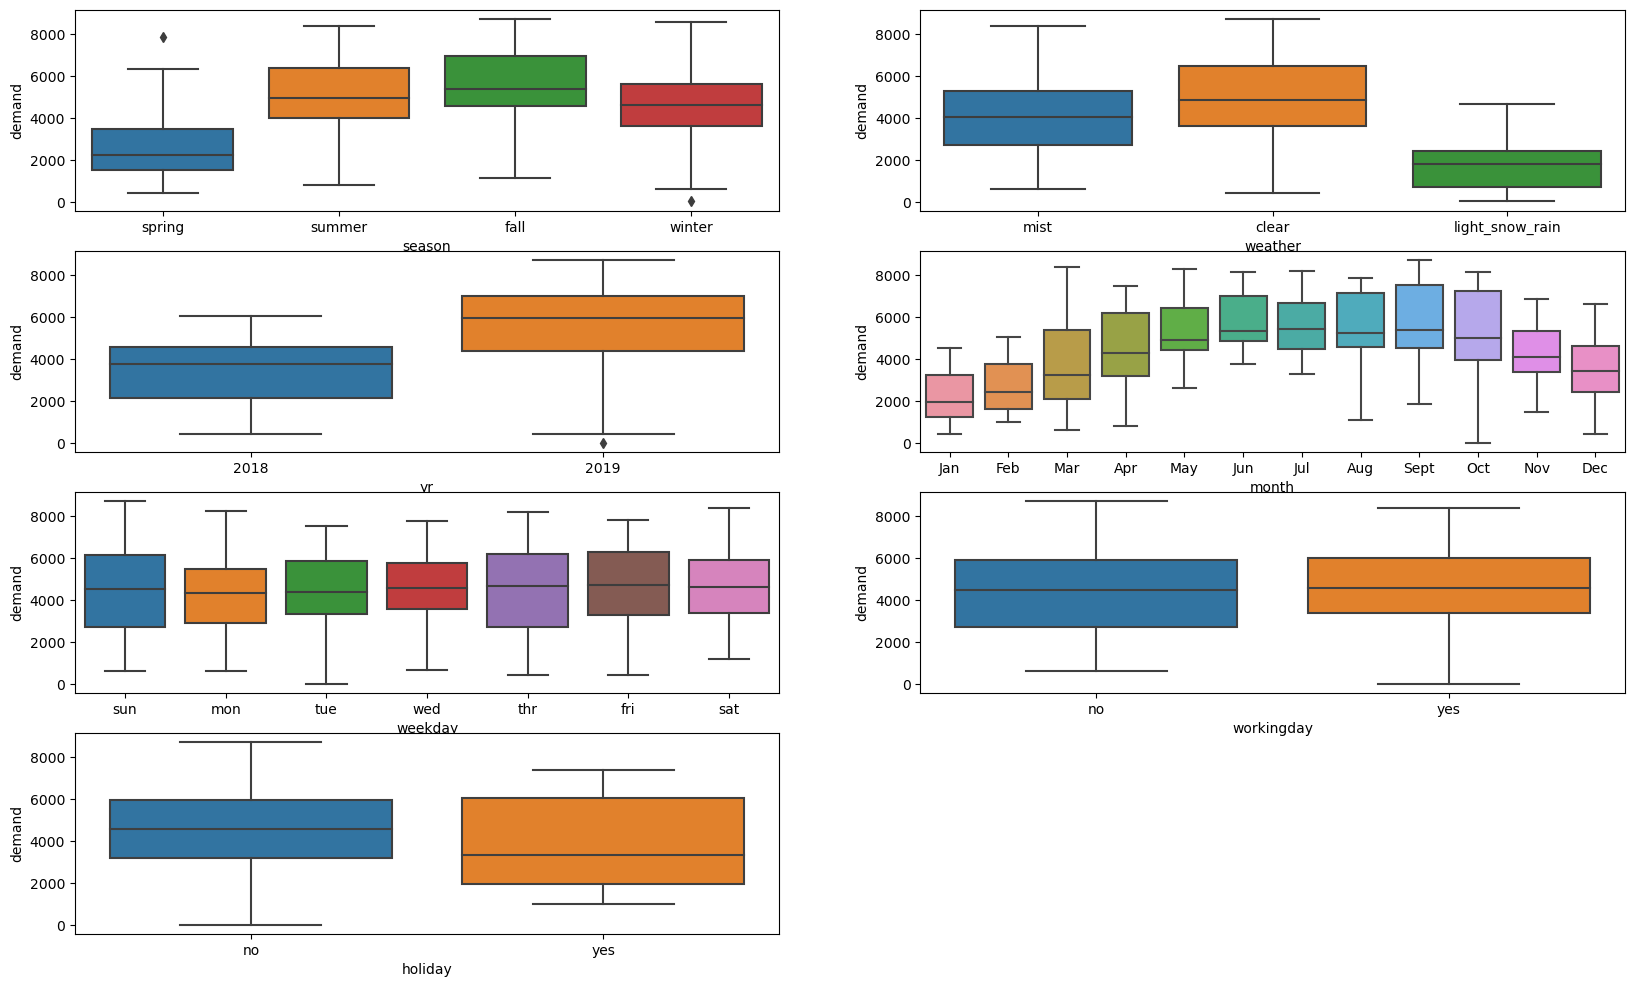 demand
8000
6000
4000
2000
0
spring summer fall winter
season
demand
8000
6000
4000
2000
0
mist clear light_snow_rain
weather
demand
8000
6000
4000
2000
0
2018 2019
yr
demand
8000
6000
4000
2000
0
Jan Feb Mar Apr May Jun Jul Aug Sept Oct Nov Dec
month
demand
8000
6000
4000
2000
0
sun mon tue wed thr fri sat
weekday
demand
8000
6000
4000
2000
0
no yes
workingday
demand
8000
6000
4000
2000
0
no yes
holiday